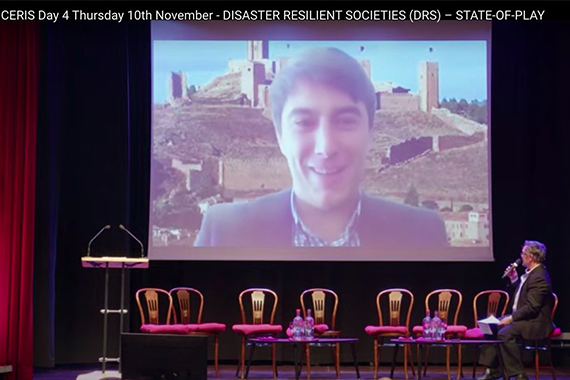 CERIS Day 4 Thursday 10th November - DISASTER RESILIENT SOCIETIES (DRS) – STATE-OF-PLAY